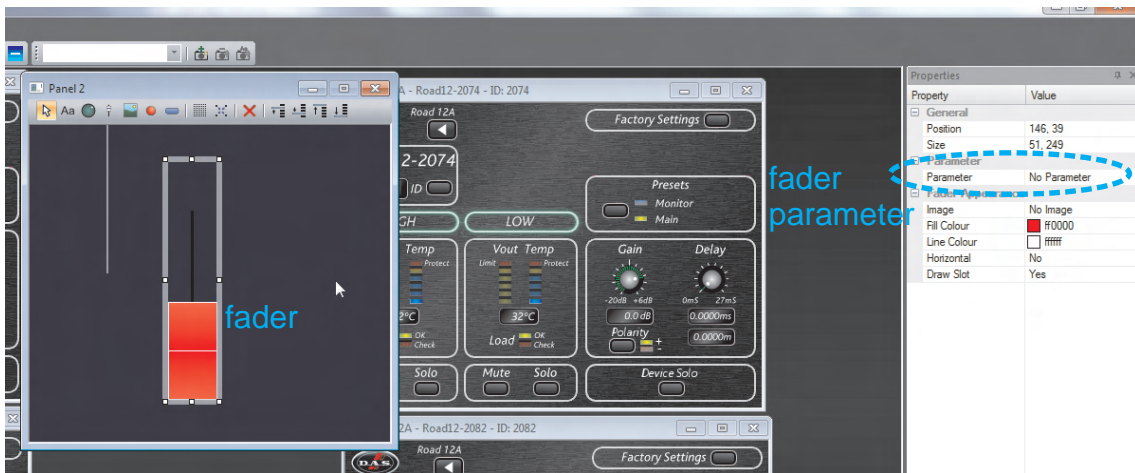 Panel 2
Aa
A - Road12-2074 - ID: 2074
Road 12A
Factory Settings
2-2074
ID
Presets
Monitor
Main
GH
LOW
Temp
Protect
Vout Temp
Limit
Protect
Gain
Delay
-20dB +6dB
0mS 27mS
2°C
32°C
0.0 dB
0.0000ms
OK
Check
Load
OK
Check
Polarity
+
-
0.0000m
Solo
Mute
Solo
Device Solo
2A - Road12-2082 - ID: 2082
Road 12A
DAS
Factory Settings
fader
fader
parameter
Properties
Property Value
General
Position 146, 39
Size 51, 249
Parameter
Parameter No Parameter
Fader Appearance
Image No Image
Fill Colour ff0000
Line Colour ffffff
Horizontal No
Draw Slot Yes